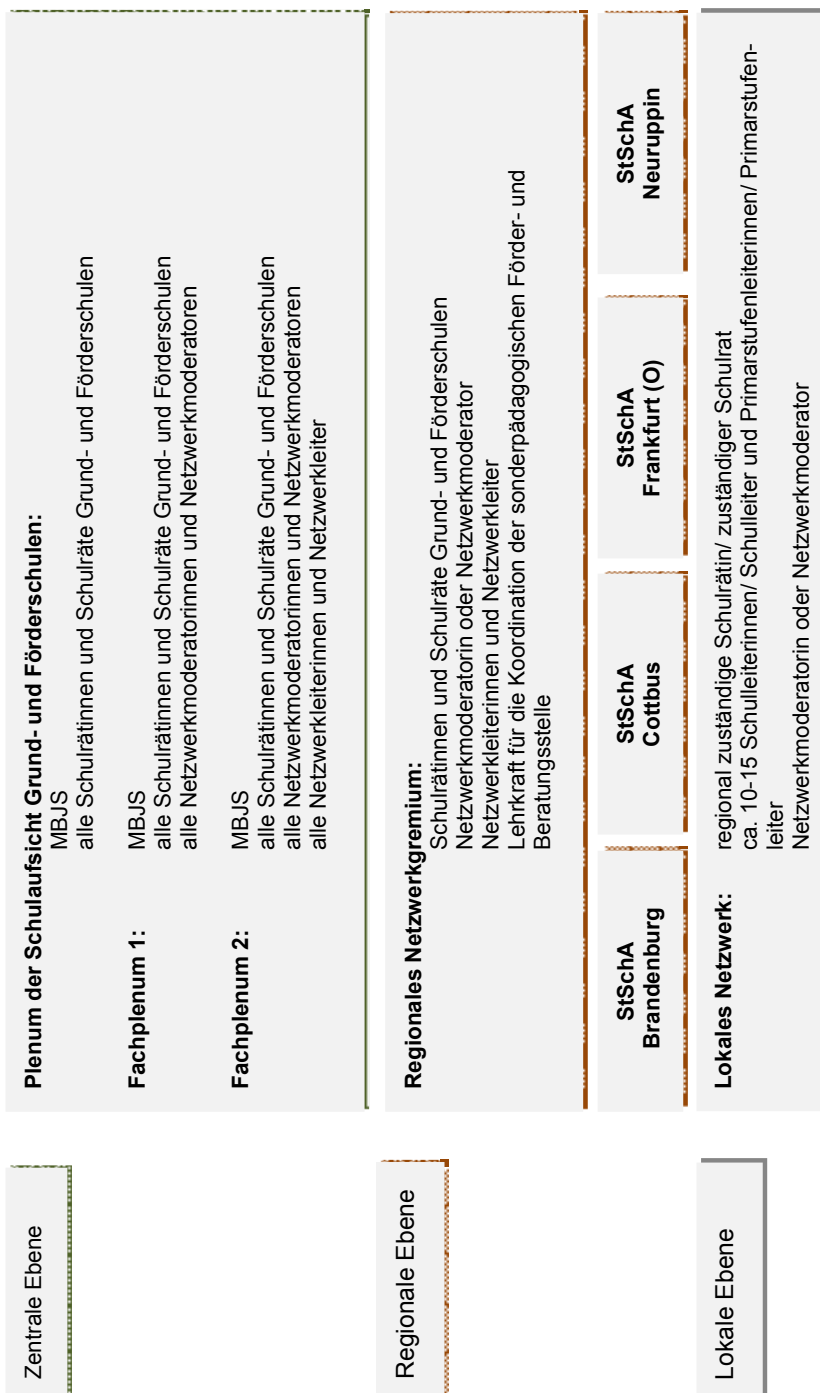 Zentrale Ebene
Plenum der Schulaufsicht Grund- und Förderschulen:
MBJS
alle Schulrätinnen und Schulräte Grund- und Förderschulen
Fachplenum 1:
MBJS
alle Schulrätinnen und Schulräte Grund- und Förderschulen
alle Netzwerkmoderatorinnen und Netzwerkmoderatoren
Fachplenum 2:
MBJS
alle Schulrätinnen und Schulräte Grund- und Förderschulen
alle Netzwerkmoderatorinnen und Netzwerkmoderatoren
alle Netzwerkleiterinnen und Netzwerkleiter
Regionale Ebene
Regionales Netzwerkgremium:
Schulrätinnen und Schulräte Grund- und Förderschulen
Netzwerkmoderatorin oder Netzwerkmoderator
Netzwerkleiterinnen und Netzwerkleiter
Lehrkraft für die Koordination der sonderpädagogischen Förder- und
Beratungsstelle
StSchA
Brandenburg
StSchA
Cottbus
StSchA
Frankfurt (O)
StSchA
Neuruppin
Lokale Ebene
Lokales Netzwerk:
regional zuständige Schulrätin/ zuständiger Schulrat
ca. 10-15 Schulleiterinnen/ Schulleiter und Primarstufenleiterinnen/ Primarstufen-
leiter
Netzwerkmoderatorin oder Netzwerkmoderator